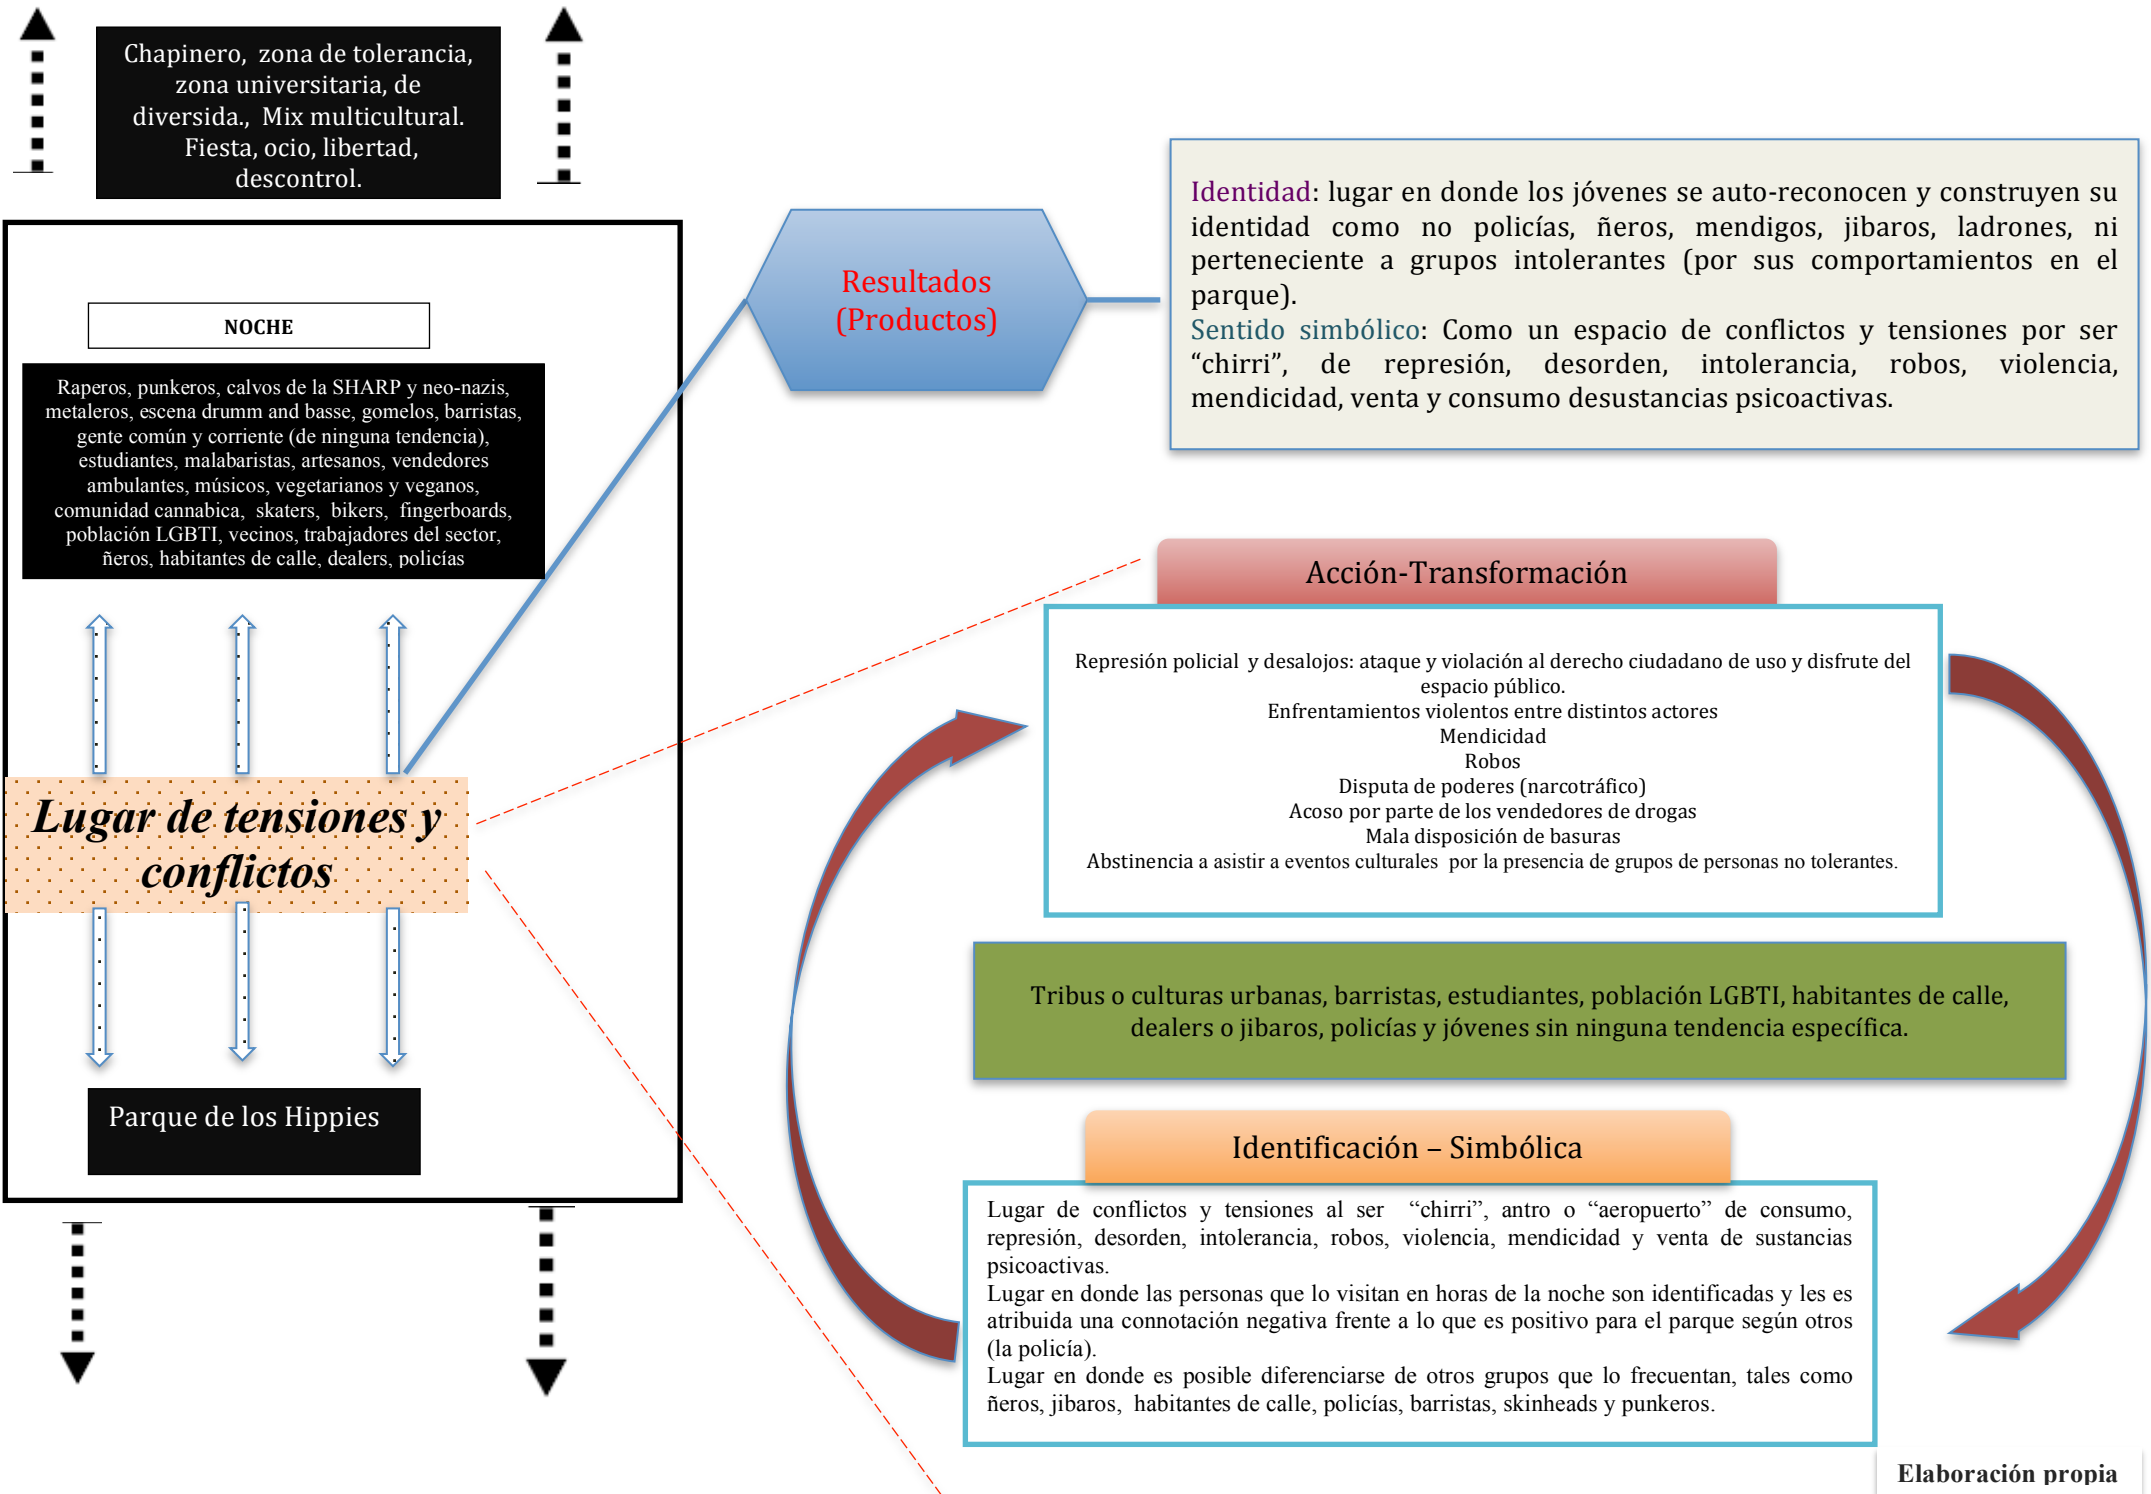 Chapinero, zona de tolerancia,
zona universitaria, de
diversida., Mix multicultural.
Fiesta, ocio, libertad,
descontrol.
NOCHE
Raperos, punkeros, calvos de la SHARP y neo-nazis,
metaleros, escena drumm and basse, gomelos, barristas,
gente común y corriente (de ninguna tendencia),
estudiantes, malabaristas, artesanos, vendedores
ambulantes, músicos, vegetarianos y veganos,
comunidad cannabica, skaters, bikers, fingerboards,
población LGBTI, vecinos, trabajadores del sector,
ñeros, habitantes de calle, dealers, policías
Lugar de tensiones y
conflictos
Parque de los Hippies
Resultados
(Productos)
Identidad: lugar en donde los jóvenes se auto-reconocen y construyen su
identidad como no policías, ñeros, mendigos, jibaros, ladrones, ni
perteneciente a grupos intolerantes (por sus comportamientos en el
parque).
Sentido simbólico: Como un espacio de conflictos y tensiones por ser
“chirri”, de represión, desorden, intolerancia, robos, violencia,
mendicidad, venta y consumo desustancias psicoactivas.
Acción-Transformación
Represión policial y desalojos: ataque y violación al derecho ciudadano de uso y disfrute del
espacio público.
Enfrentamientos violentos entre distintos actores
Mendicidad
Robos
Disputa de poderes (narcotráfico)
Acoso por parte de los vendedores de drogas
Mala disposición de basuras
Abstinencia a asistir a eventos culturales por la presencia de grupos de personas no tolerantes.
Tribus o culturas urbanas, barristas, estudiantes, población LGBTI, habitantes de calle,
dealers o jibaros, policías y jóvenes sin ninguna tendencia específica.
Identificación – Simbólica
Lugar de conflictos y tensiones al ser “chirri”, antro o “aeropuerto” de consumo,
represión, desorden, intolerancia, robos, violencia, mendicidad y venta de sustancias
psicoactivas.
Lugar en donde las personas que lo visitan en horas de la noche son identificadas y les es
atribuida una connotación negativa frente a lo que es positivo para el parque según otros
(la policía).
Lugar en donde es posible diferenciarse de otros grupos que lo frecuentan, tales como
ñeros, jibaros, habitantes de calle, policías, barristas, skinheads y punkeros.
Elaboración propia